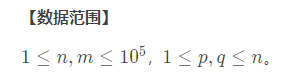 【数据范围】
1 ≤ n, m ≤ 10⁵, 1 ≤ p, q ≤ n。